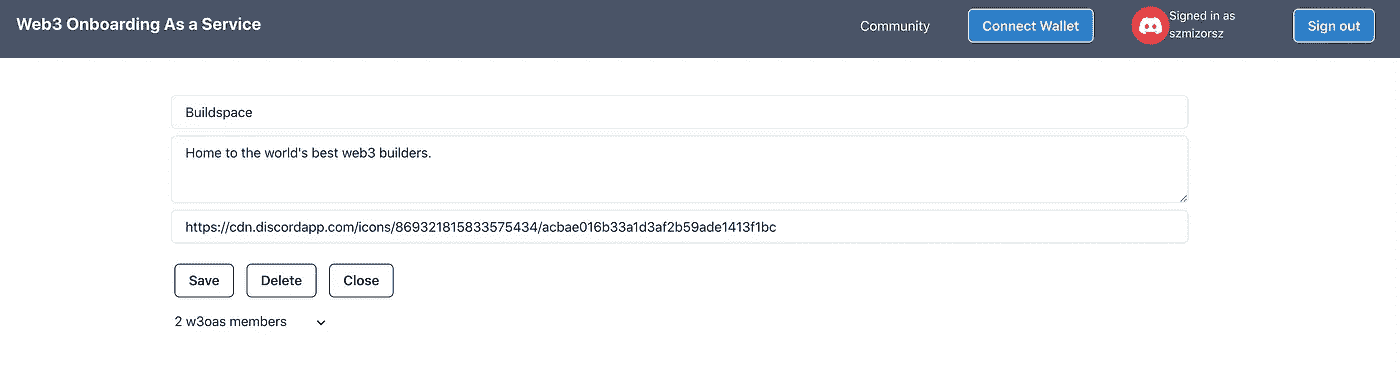 Web3 Onboarding As a Service
Community
Connect Wallet
Signed in as
szmizorsz
Sign out
Buildspace
Home to the world's best web3 builders.
https://cdn.discordapp.com/icons/869321815833575434/acbae016b33a1d3af2b59ade1413f1bc
Save
Delete
Close
2 w3oas members